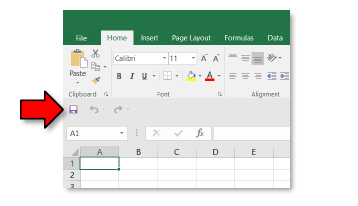 File Home Insert Page Layout Formulas Data
Calibri 11 A A
Paste B I U A
Clipboard Font Alignment
A1 fx
A B C D E
1
2
3